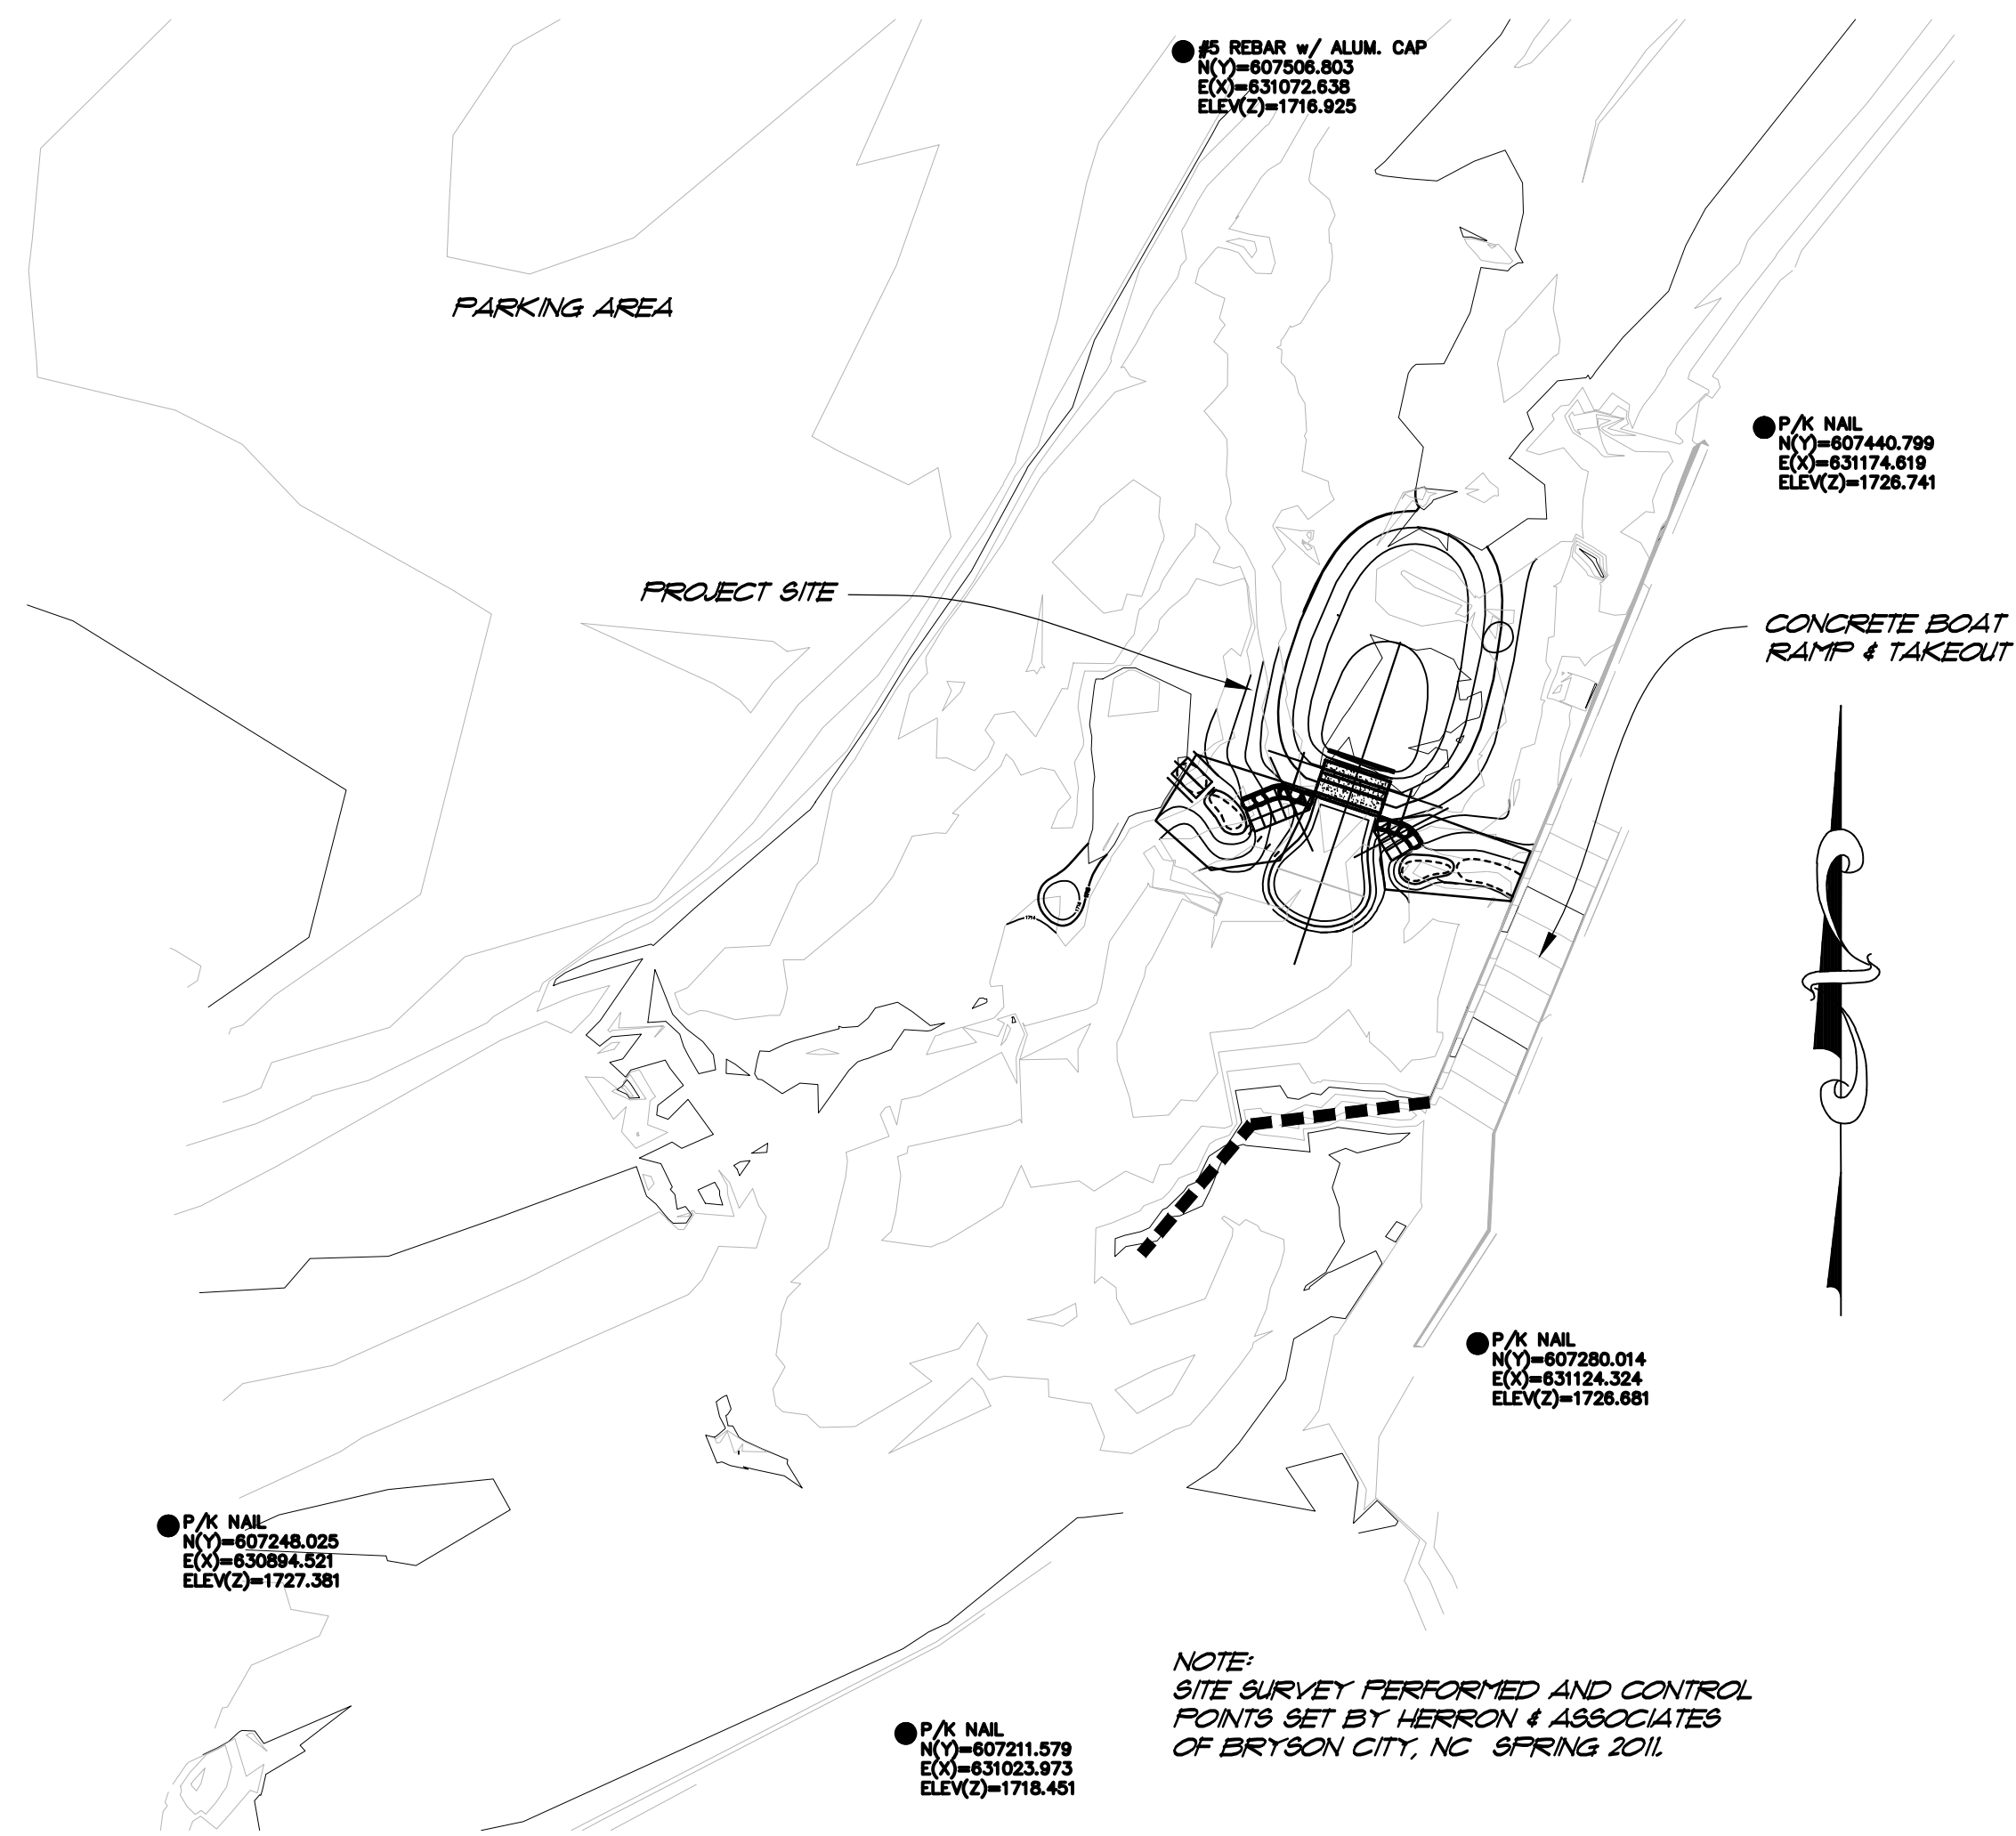 #5 REBAR w/ ALUM. CAP
N(Y)=607506.803
E(X)=631072.638
ELEV(Z)=1716.925
PARKING AREA
P/K NAIL
N(Y)=607440.799
E(X)=631174.619
ELEV(Z)=1726.741
PROJECT SITE
CONCRETE BOAT
RAMP & TAKEOUT
P/K NAIL
N(Y)=607280.014
E(X)=631124.324
ELEV(Z)=1726.681
P/K NAIL
N(Y)=607248.025
E(X)=630894.521
ELEV(Z)=1727.381
P/K NAIL
N(Y)=607211.579
E(X)=631023.973
ELEV(Z)=1718.451
NOTE:
SITE SURVEY PERFORMED AND CONTROL
POINTS SET BY HERRON & ASSOCIATES
OF BRYSON CITY, NC SPRING 2011.